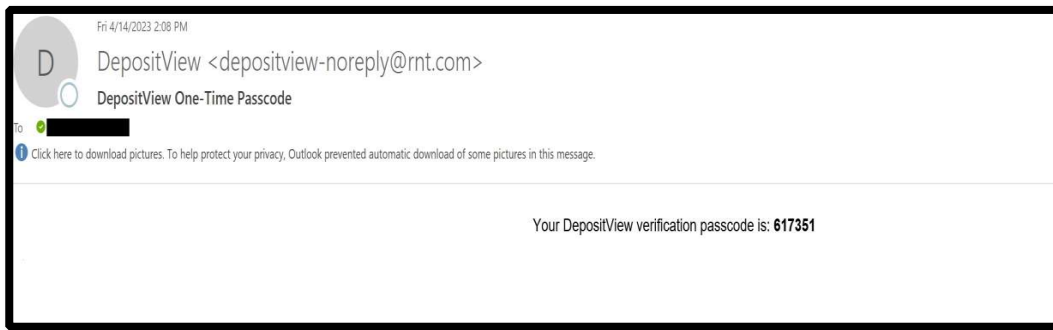 Fri 4/14/2023 2:08 PM
D
DepositView <depositview-noreply@rnt.com>
DepositView One-Time Passcode
To
Click here to download pictures. To help protect your privacy, Outlook prevented automatic download of some pictures in this message.
Your DepositView verification passcode is: 617351